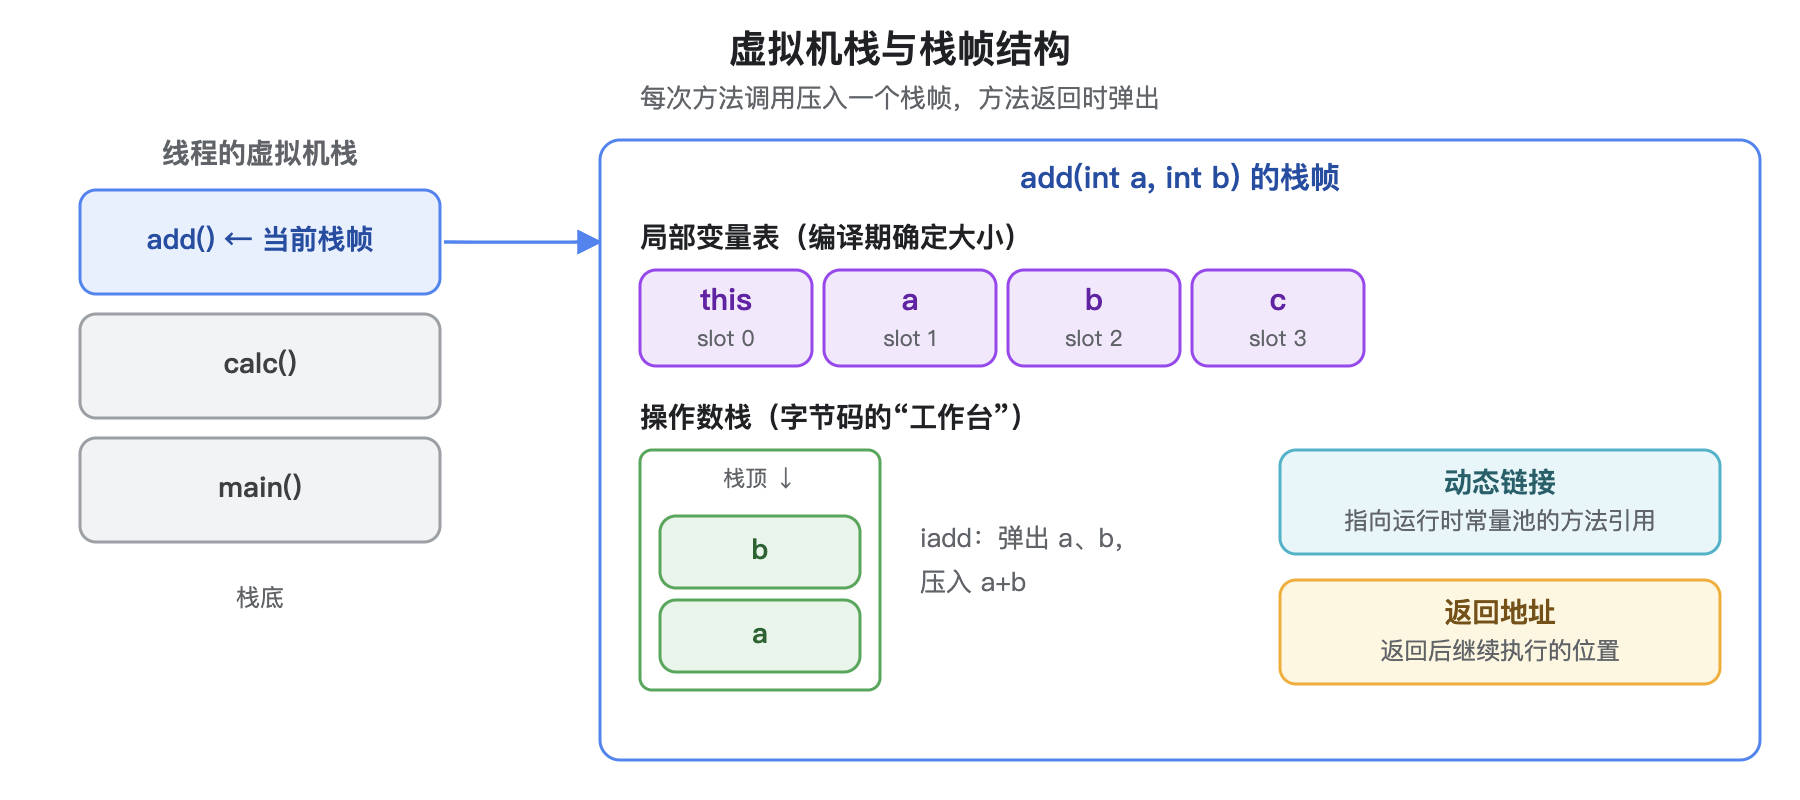 虚拟机栈与栈帧结构
每次方法调用压入一个栈帧，方法返回时弹出
线程的虚拟机栈
add() ← 当前栈帧
calc()
main()
栈底
add(int a, int b) 的栈帧
局部变量表（编译期确定大小）
this
slot 0
a
slot 1
b
slot 2
c
slot 3
操作数栈（字节码的“工作台”）
栈顶 ↓
b
a
iadd：弹出 a、b，
压入 a+b
动态链接
指向运行时常量池的方法引用
返回地址
返回后继续执行的位置